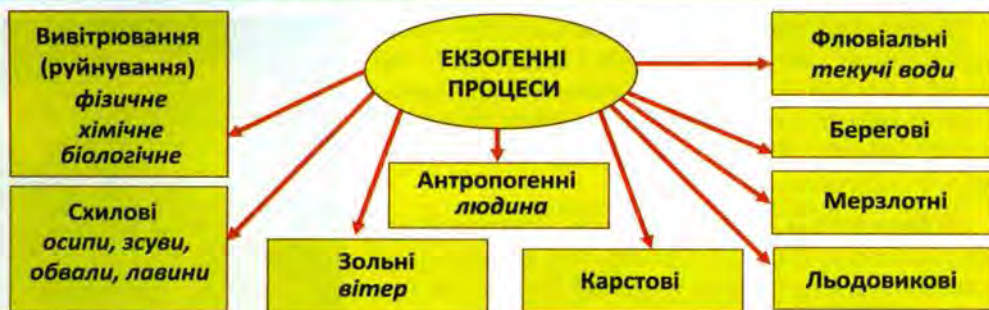 ЕКЗОГЕННІ
ПРОЦЕСИ
Вивітрювання
(руйнування)
фізичне
хімічне
біологічне
Схилові
осипи, зсуви,
обвали, лавини
Зольні
вітер
Антропогенні
людина
Карстові
Флювіальні
текучі води
Берегові
Мерзлотні
Льодовикові